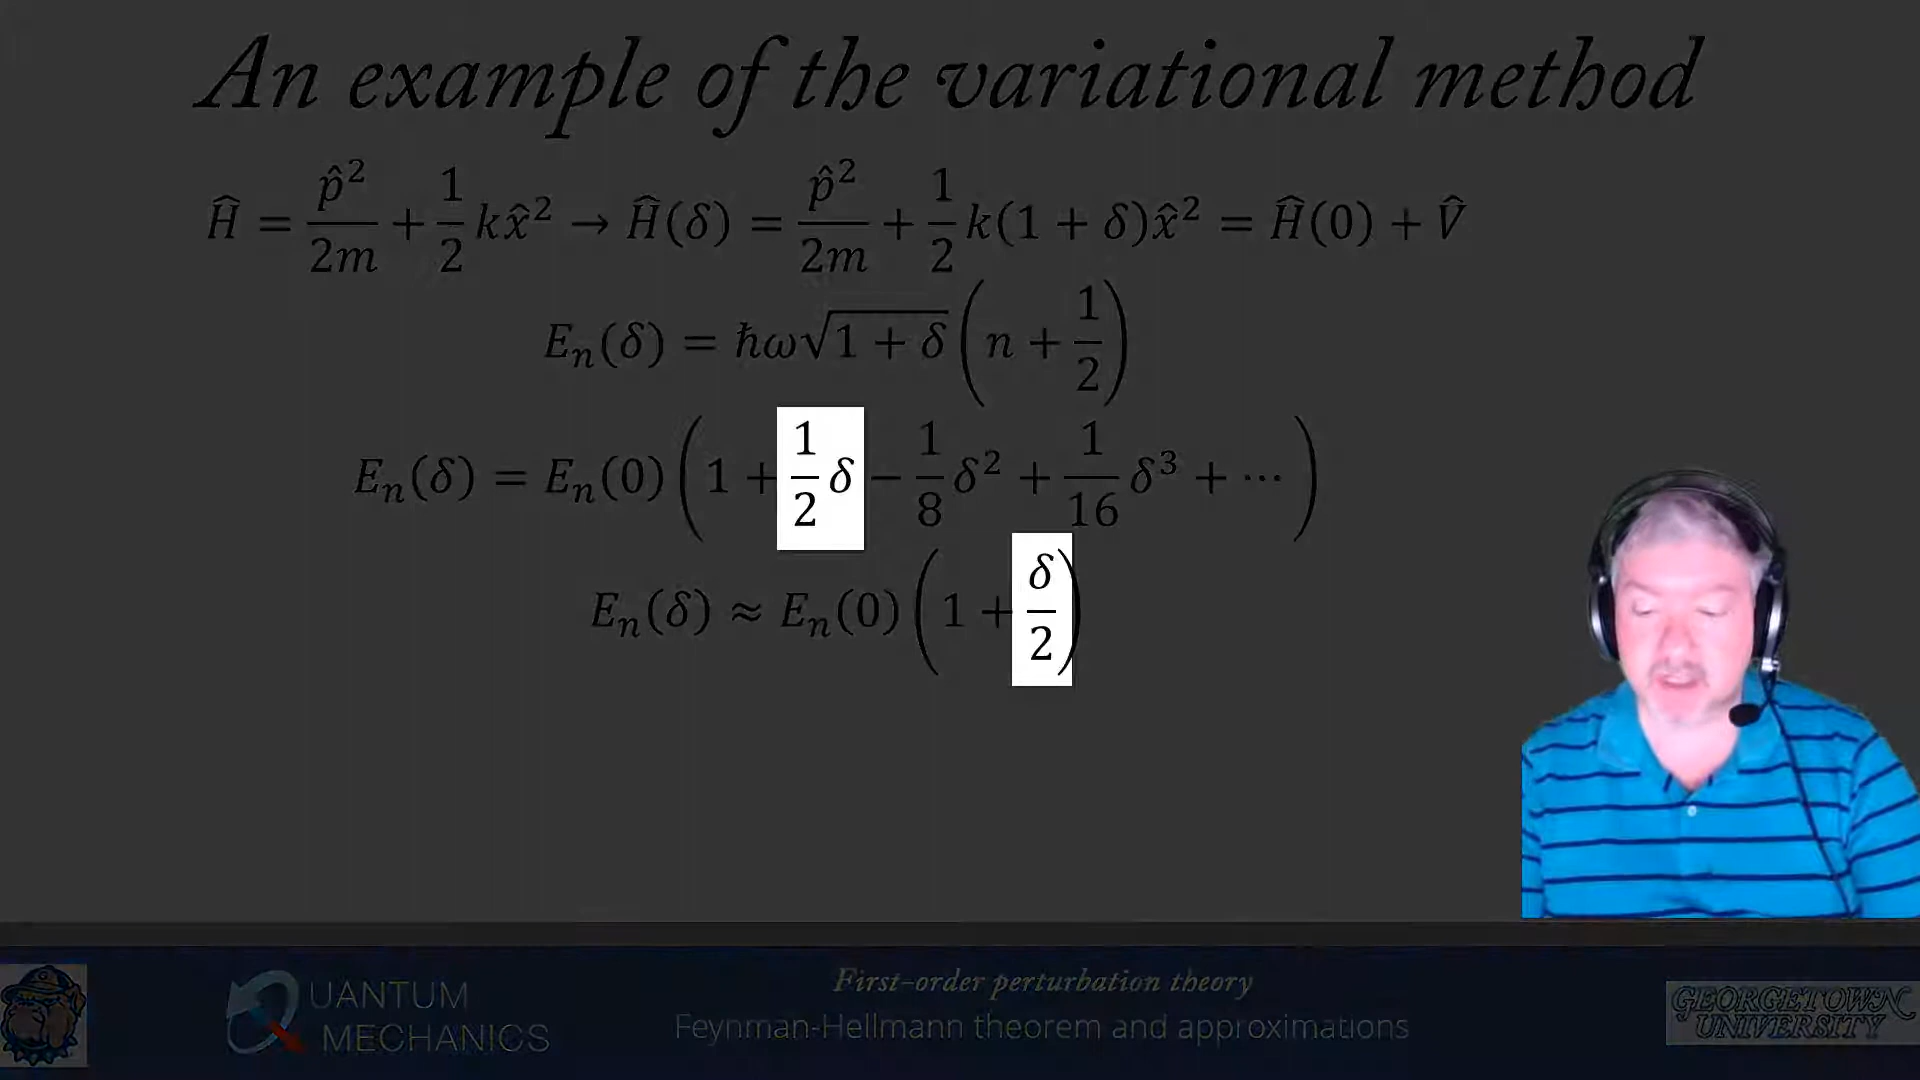 An example of the variational method
Ĥ = p̂²/2m + 1/2 kx̂² → Ĥ(δ) = p̂²/2m + 1/2 k(1 + δ)x̂² = Ĥ(0) + V̂
Eₙ(δ) = ħω√(1 + δ) (n + 1/2)
Eₙ(δ) = Eₙ(0) (1 + 1/2 δ − 1/8 δ² + 1/16 δ³ + ⋯)
Eₙ(δ) ≈ Eₙ(0) (1 + δ/2)
QUANTUM
MECHANICS
First-order perturbation theory
Feynman-Hellmann theorem and approximations
GEORGETOWN
UNIVERSITY